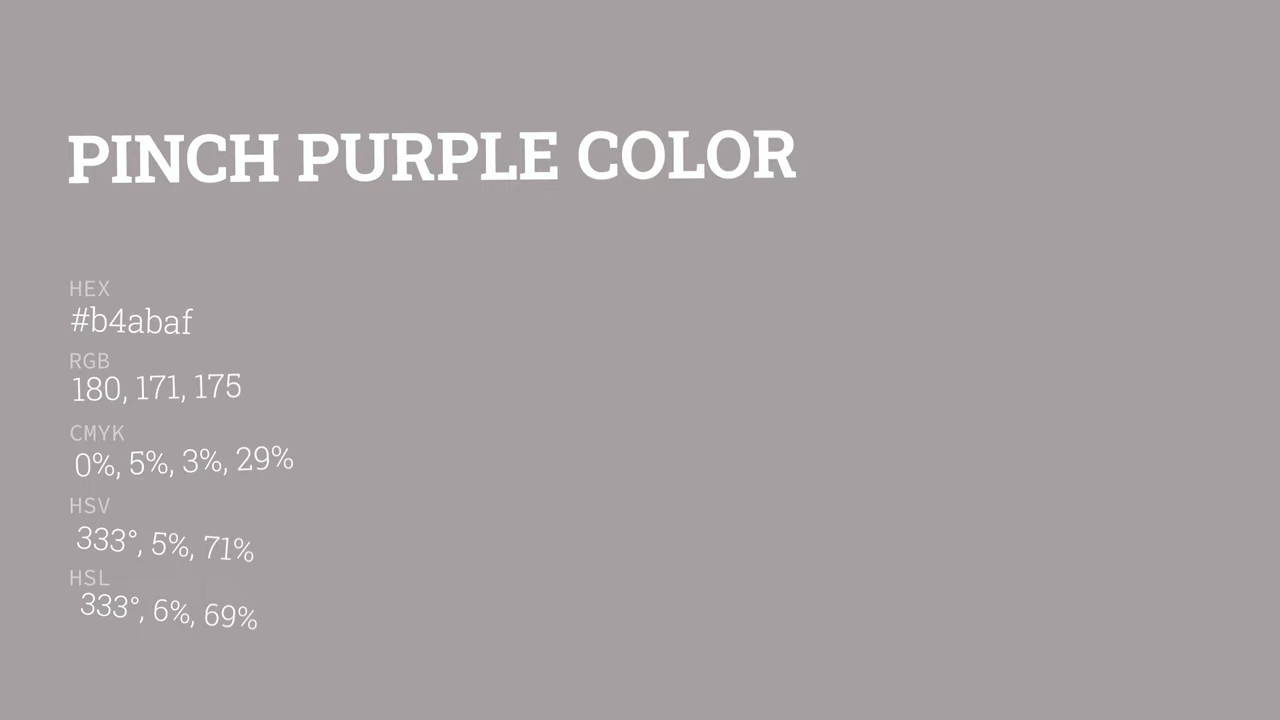 PINCH PURPLE COLOR
HEX
#b4abaf
RGB
180, 171, 175
CMYK
0%, 5%, 3%, 29%
HSV
333°, 5%, 71%
HSL
333°, 6%, 69%